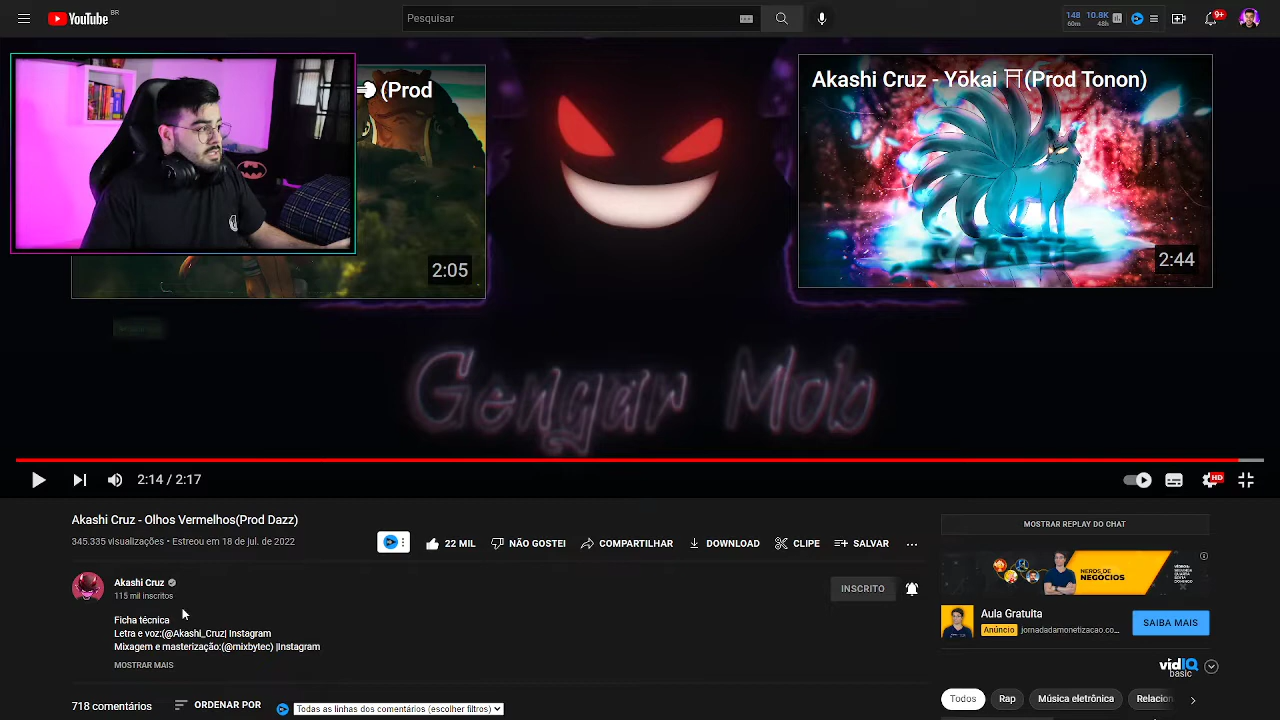 YouTube BR
Pesquisar
148 10.8K
60m 48h
9+
(Prod
2:05
Akashi Cruz - Yōkai ⛩(Prod Tonon)
2:44
Gengar Mob
2:14 / 2:17
HD
Akashi Cruz - Olhos Vermelhos(Prod Dazz)
345.335 visualizações • Estreou em 18 de jul. de 2022
22 MIL
NÃO GOSTEI
COMPARTILHAR
DOWNLOAD
CLIPE
SALVAR
Akashi Cruz
115 mil inscritos
INSCRITO
Ficha técnica
Letra e voz:(@Akashi_Cruz| Instagram
Mixagem e masterização:(@mixbytec) |Instagram
MOSTRAR MAIS
718 comentários
ORDENAR POR
Todas as linhas dos comentários (escolher filtros)
MOSTRAR REPLAY DO CHAT
NERDS DE
NEGÓCIOS
Aula Gratuita
Anúncio jornadadamonetizacao.co...
SAIBA MAIS
vidIQ
basic
Todos
Rap
Música eletrônica
Relacion